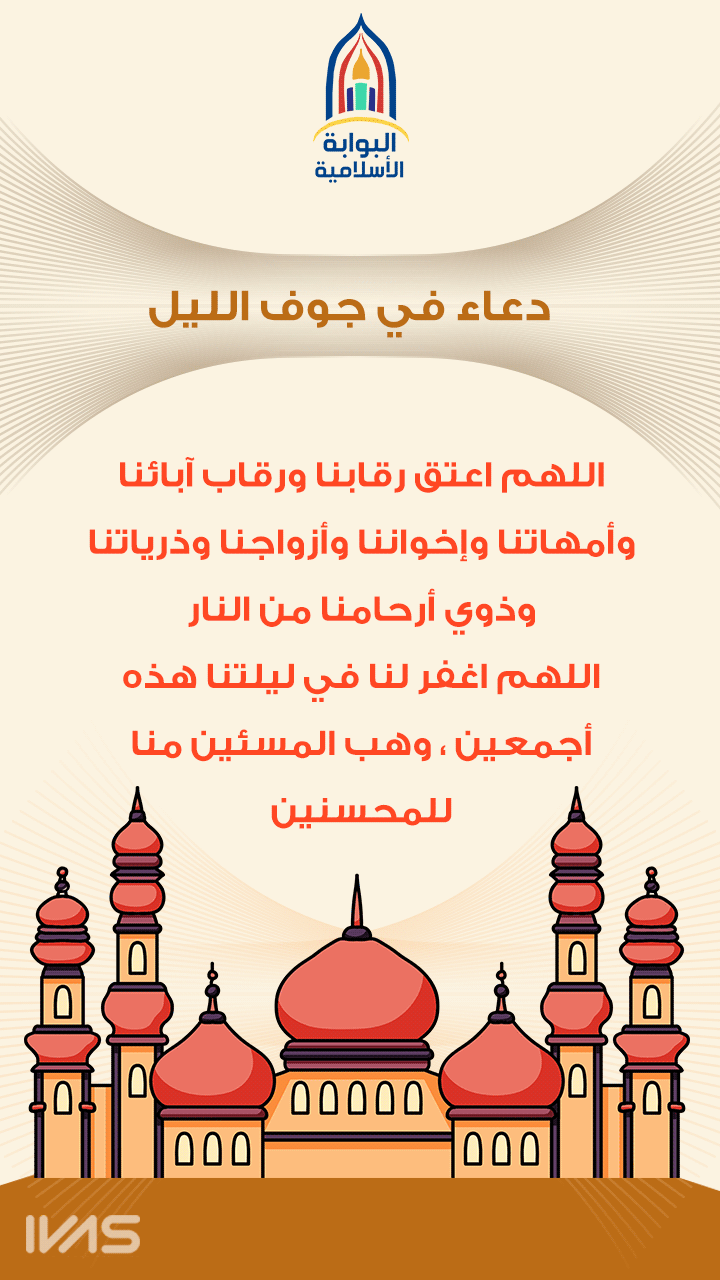 البوابة
الأسلامية
دعاء في جوف الليل
اللهم اعتق رقابنا ورقاب آبائنا
وأمهاتنا وإخواننا وأزواجنا وذرياتنا
وذوي أرحامنا من النار
اللهم اغفر لنا في ليلتنا هذه
أجمعين ، وهب المسئين منا
للمحسنين
IVAS